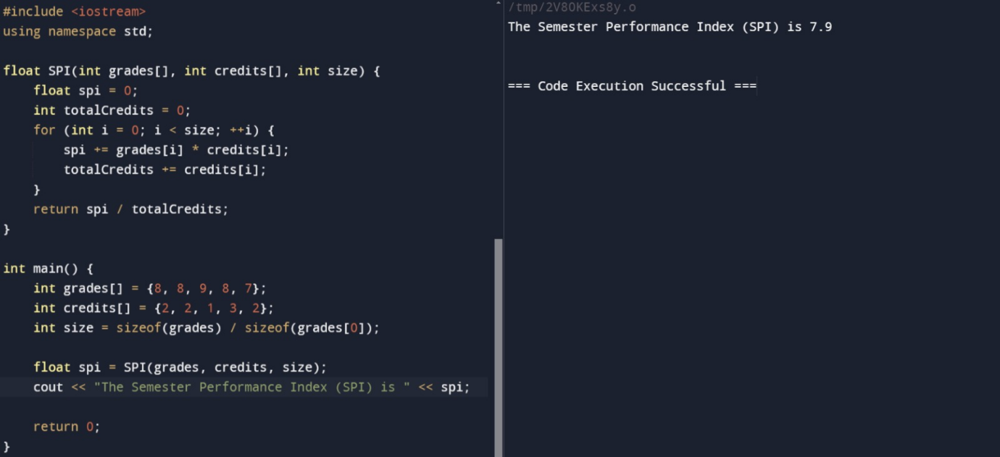 #include <iostream>
using namespace std;
float SPI(int grades[], int credits[], int size) {
    float spi = 0;
    int totalCredits = 0;
    for (int i = 0; i < size; ++i) {
        spi += grades[i] * credits[i];
        totalCredits += credits[i];
    }
    return spi / totalCredits;
}
int main() {
    int grades[] = {8, 8, 9, 8, 7};
    int credits[] = {2, 2, 1, 3, 2};
    int size = sizeof(grades) / sizeof(grades[0]);
    float spi = SPI(grades, credits, size);
    cout << "The Semester Performance Index (SPI) is " << spi;
    return 0;
}
/tmp/2V8OKExs8y.o
The Semester Performance Index (SPI) is 7.9
=== Code Execution Successful ===